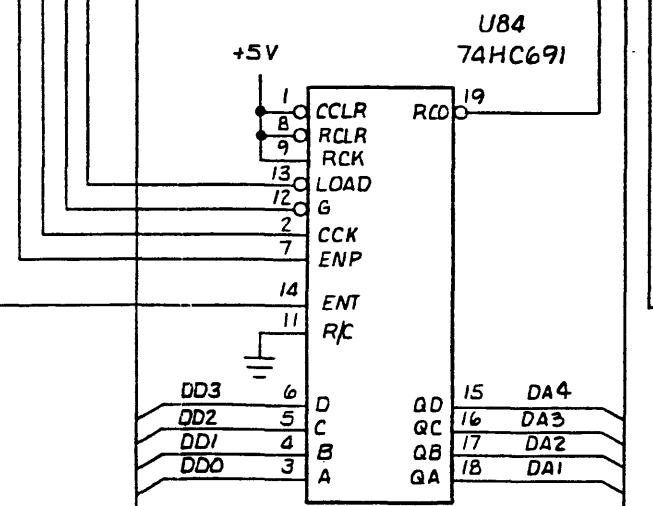 U84
74HC691
+5V
1 CCLR RCO 19
8 RCLR
9 RCK
13 LOAD
12 G
2 CCK
7 ENP
14 ENT
11 R/C
DD3 6 D QD 15 DA4
DD2 5 C QC 16 DA3
DD1 4 B QB 17 DA2
DD0 3 A QA 18 DA1